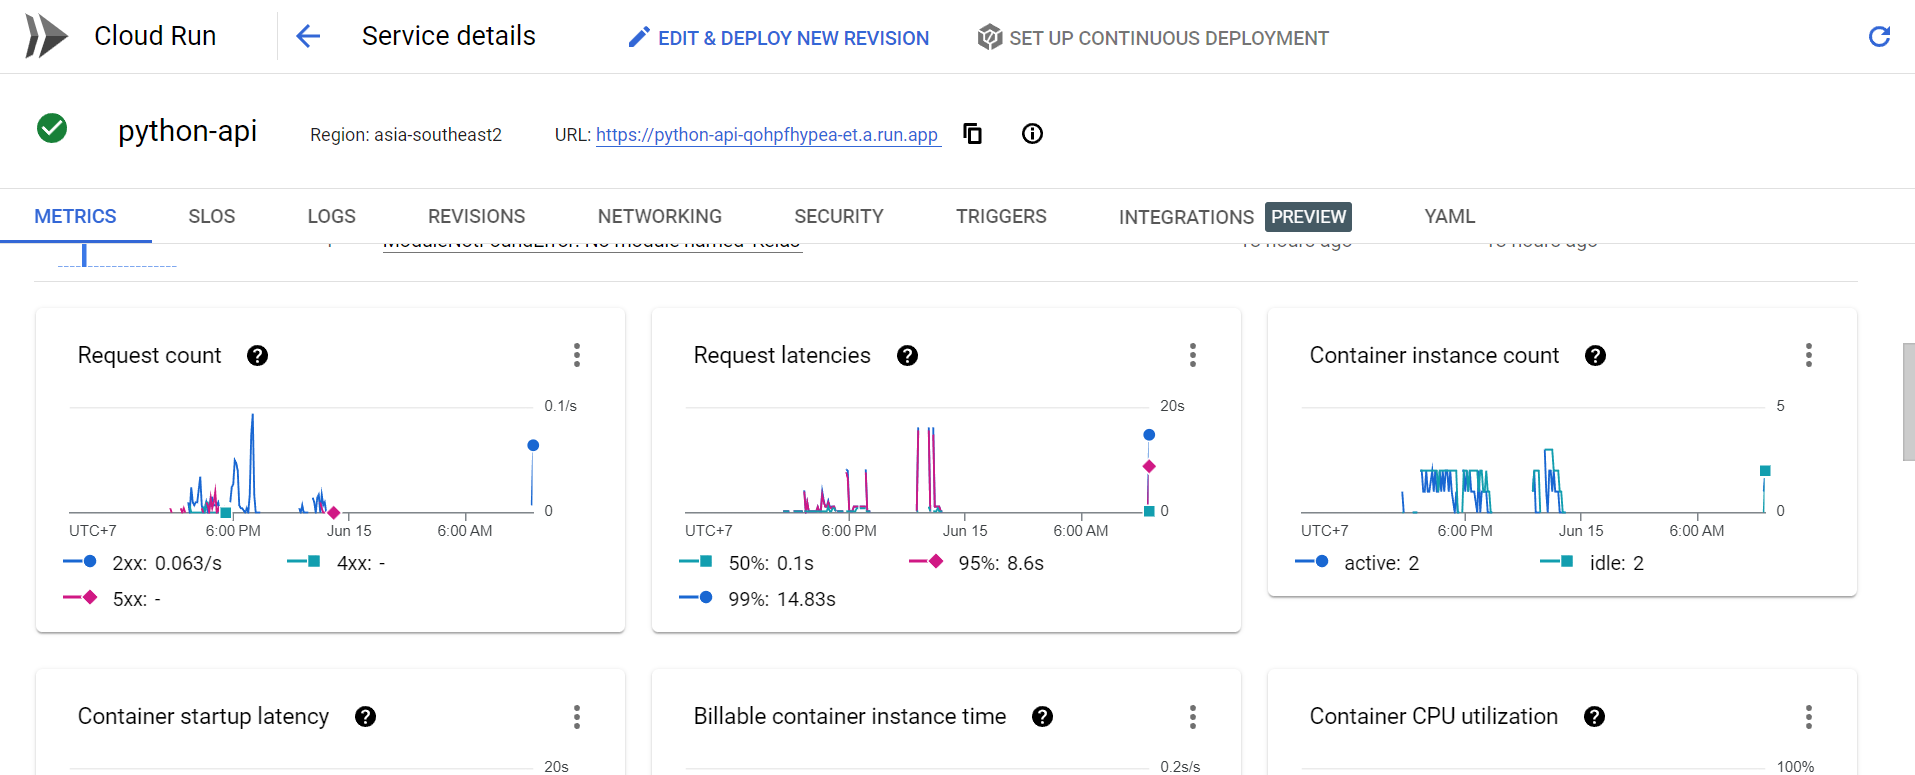 Cloud Run
Service details
EDIT & DEPLOY NEW REVISION
SET UP CONTINUOUS DEPLOYMENT
python-api
Region: asia-southeast2
URL: https://python-api-qohpfhypea-et.a.run.app
METRICS
SLOS
LOGS
REVISIONS
NETWORKING
SECURITY
TRIGGERS
INTEGRATIONS PREVIEW
YAML
Request count
0.1/s
0
UTC+7
6:00 PM
Jun 15
6:00 AM
2xx: 0.063/s
4xx: -
5xx: -
Request latencies
20s
0
UTC+7
6:00 PM
Jun 15
6:00 AM
50%: 0.1s
95%: 8.6s
99%: 14.83s
Container instance count
5
0
UTC+7
6:00 PM
Jun 15
6:00 AM
active: 2
idle: 2
Container startup latency
20s
Billable container instance time
0.2s/s
Container CPU utilization
100%